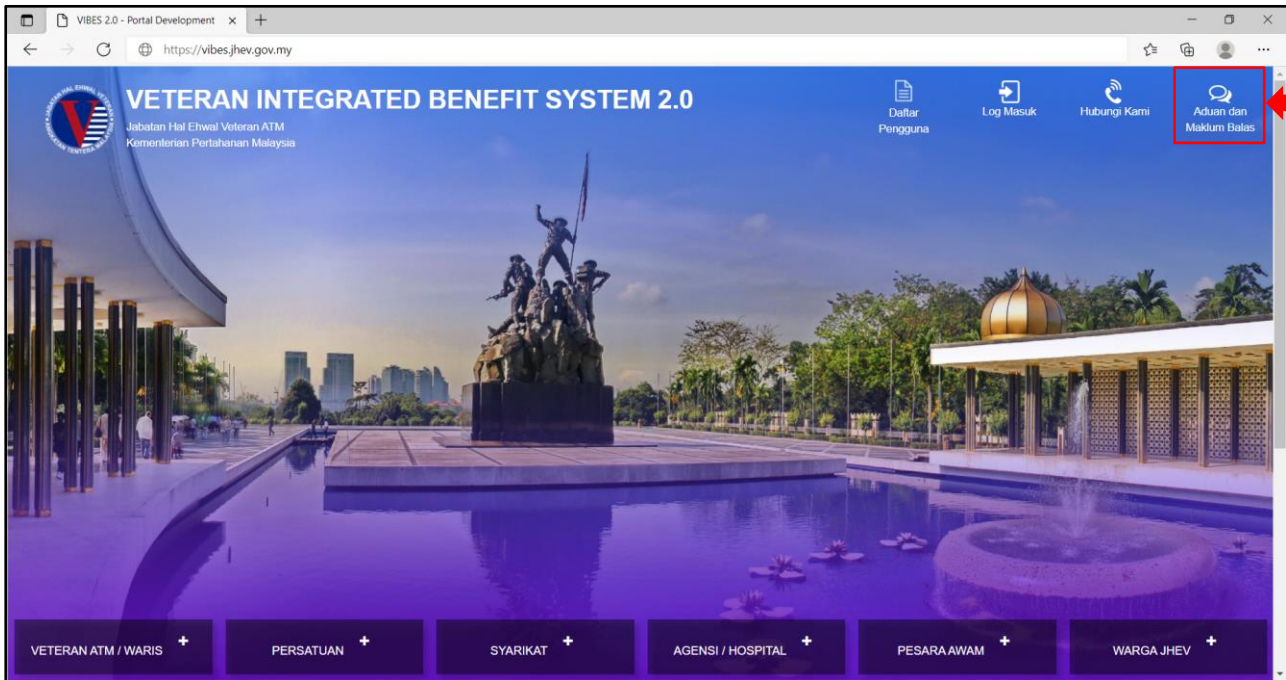 VIBES 2.0 - Portal Development
https://vibes.jhev.gov.my
VETERAN INTEGRATED BENEFIT SYSTEM 2.0
Jabatan Hal Ehwal Veteran ATM
Kementerian Pertahanan Malaysia
Daftar
Pengguna
Log Masuk
Hubungi Kami
Aduan dan
Maklum Balas
VETERAN ATM / WARIS +
PERSATUAN +
SYARIKAT +
AGENSI / HOSPITAL +
PESARA AWAM +
WARGA JHEV +